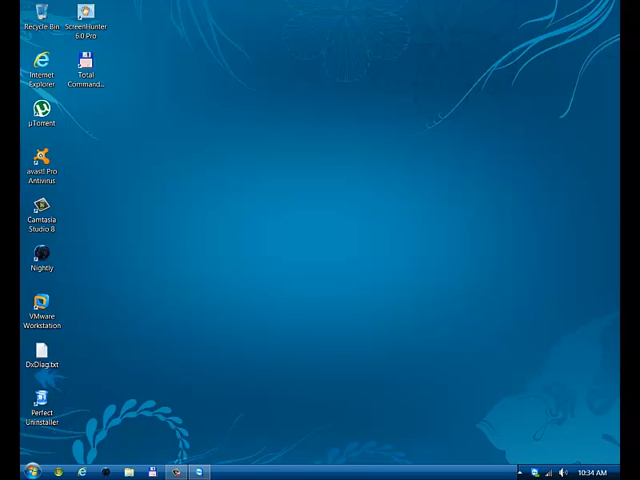 Recycle Bin
ScreenHunter
6.0 Pro
Internet
Explorer
Total
Command...
µTorrent
avast! Pro
Antivirus
Camtasia
Studio 8
Nightly
VMware
Workstation
DxDiag.txt
Perfect
Uninstaller
10:34 AM